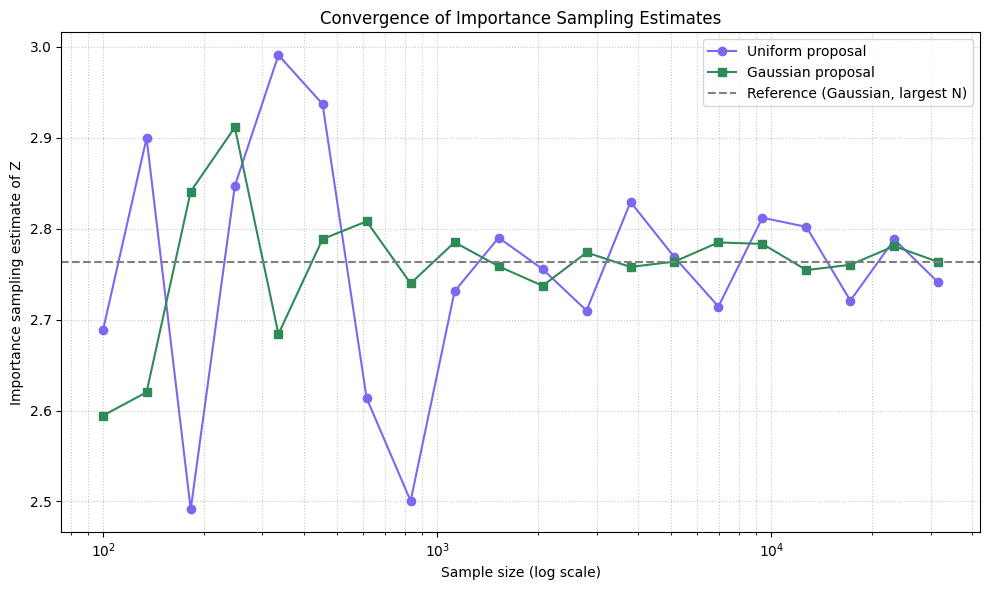 Convergence of Importance Sampling Estimates
Uniform proposal
Gaussian proposal
Reference (Gaussian, largest N)
Importance sampling estimate of Z
3.0
2.9
2.8
2.7
2.6
2.5
10²
10³
10⁴
Sample size (log scale)